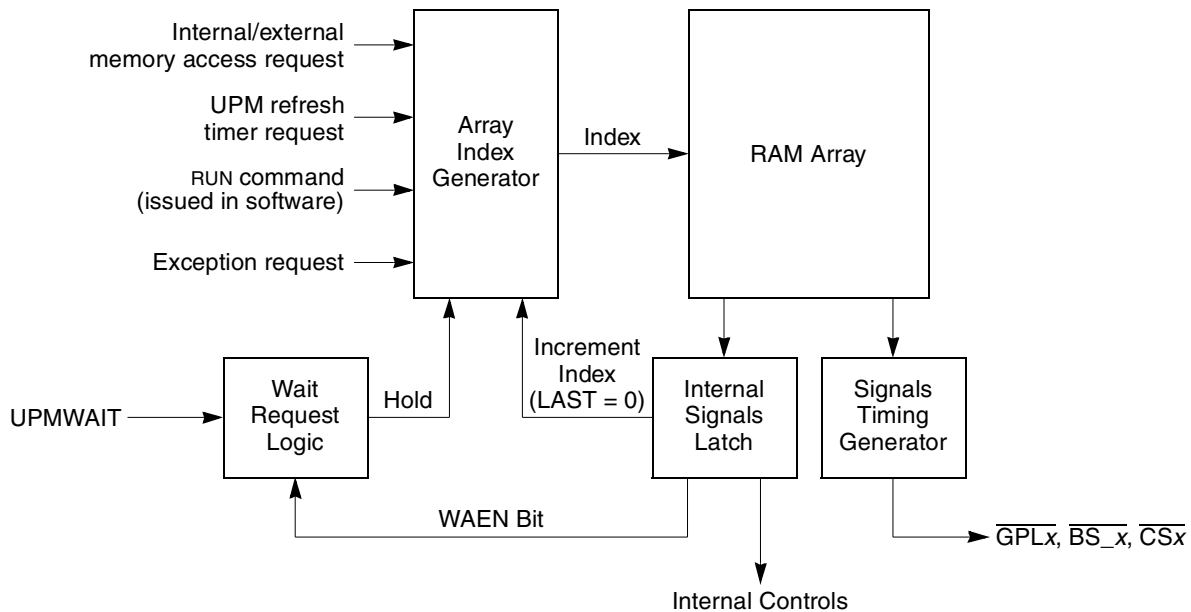 Internal/external
memory access request
UPM refresh
timer request
RUN command
(issued in software)
Exception request
Array
Index
Generator
Index
RAM Array
UPMWAIT
Wait
Request
Logic
Hold
Increment
Index
(LAST = 0)
Internal
Signals
Latch
Signals
Timing
Generator
WAEN Bit
GPLx, BS_x, CSx
Internal Controls